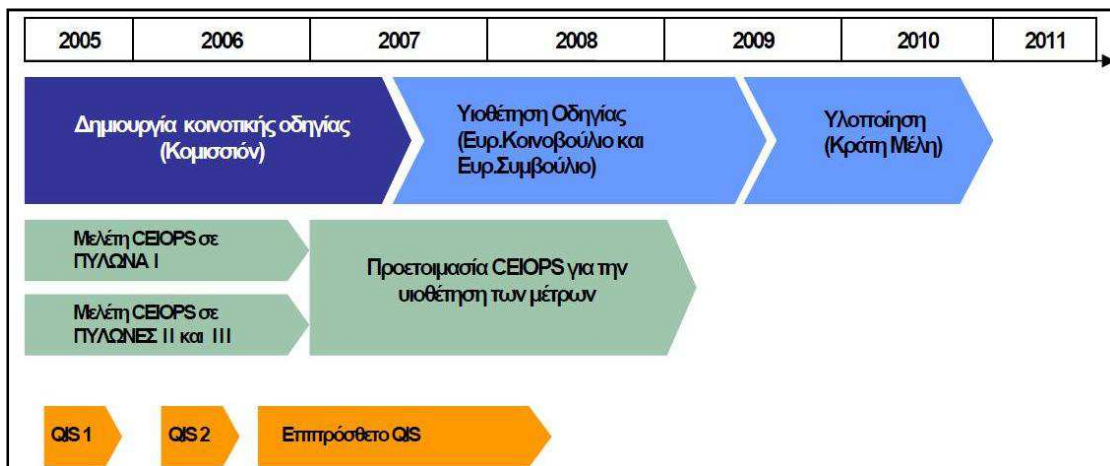 2005 2006 2007 2008 2009 2010 2011
Δημιουργία κοινοτικής οδηγίας
(Κομισσιόν)
Υιοθέτηση Οδηγίας
(Ευρ.Κοινοβούλιο και
Ευρ.Συμβούλιο)
Υλοποίηση
(Κράτη Μέλη)
Μελέτη CEIOPS σε
ΠΥΛΩΝΑ I
Μελέτη CEIOPS σε
ΠΥΛΩΝΕΣ II και III
Προετοιμασία CEIOPS για την
υιοθέτηση των μέτρων
QIS 1
QIS 2
Επιπρόσθετο QIS